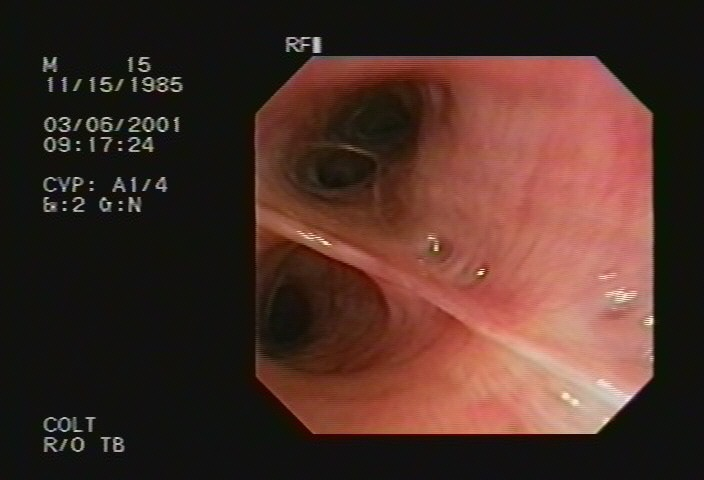 RF
M 15
11/15/1985
03/06/2001
09:17:24
CVP: A1/4
COLT
R/O TB